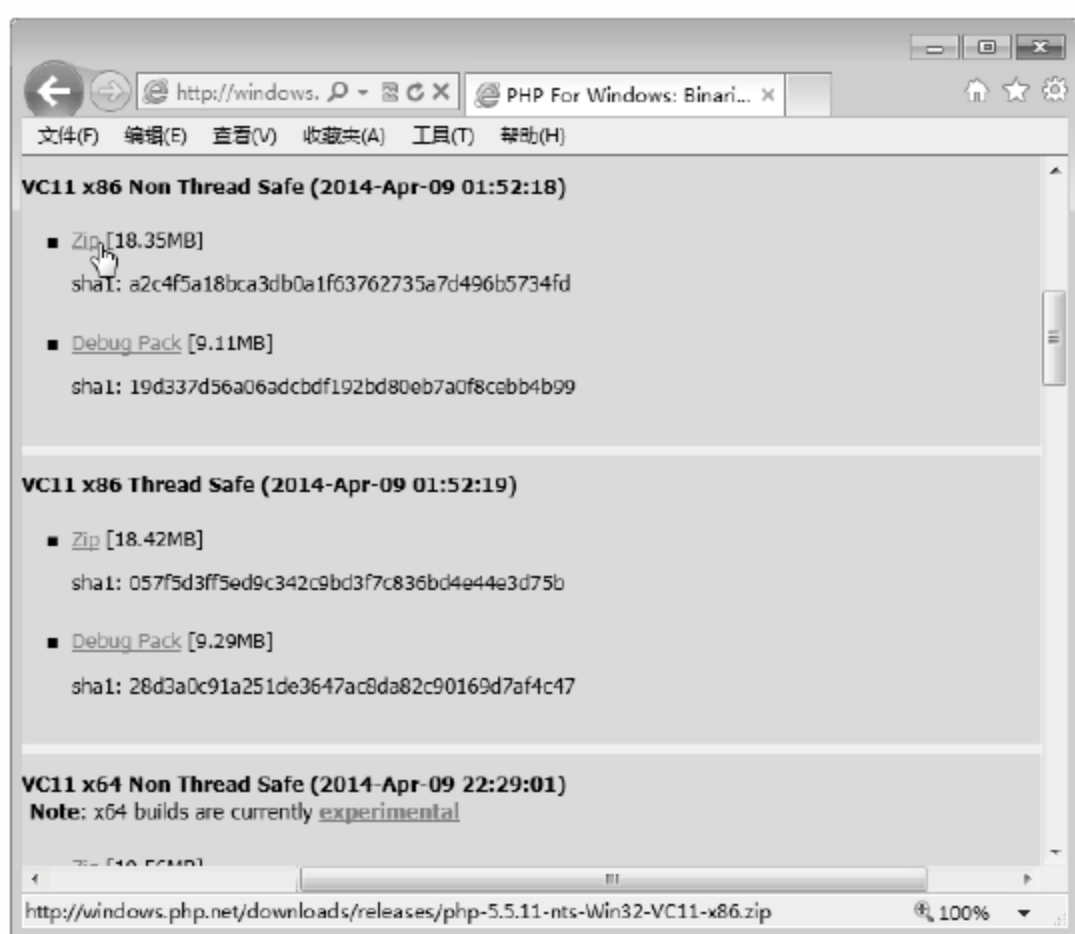 http://windows.
PHP For Windows: Binari...
文件(F) 编辑(E) 查看(V) 收藏夹(A) 工具(T) 帮助(H)
VC11 x86 Non Thread Safe (2014-Apr-09 01:52:18)
Zip [18.35MB]
sha1: a2c4f5a18bca3db0a1f63762735a7d496b5734fd
Debug Pack [9.11MB]
sha1: 19d337d56a06adcbdf192bd80eb7a0f8cebb4b99
VC11 x86 Thread Safe (2014-Apr-09 01:52:19)
Zip [18.42MB]
sha1: 057f5d3ff5ed9c342c9bd3f7c836bd4e44e3d75b
Debug Pack [9.29MB]
sha1: 28d3a0c91a251de3647ac8da82c90169d7af4c47
VC11 x64 Non Thread Safe (2014-Apr-09 22:29:01)
Note: x64 builds are currently experimental
Zip
http://windows.php.net/downloads/releases/php-5.5.11-nts-Win32-VC11-x86.zip 100%